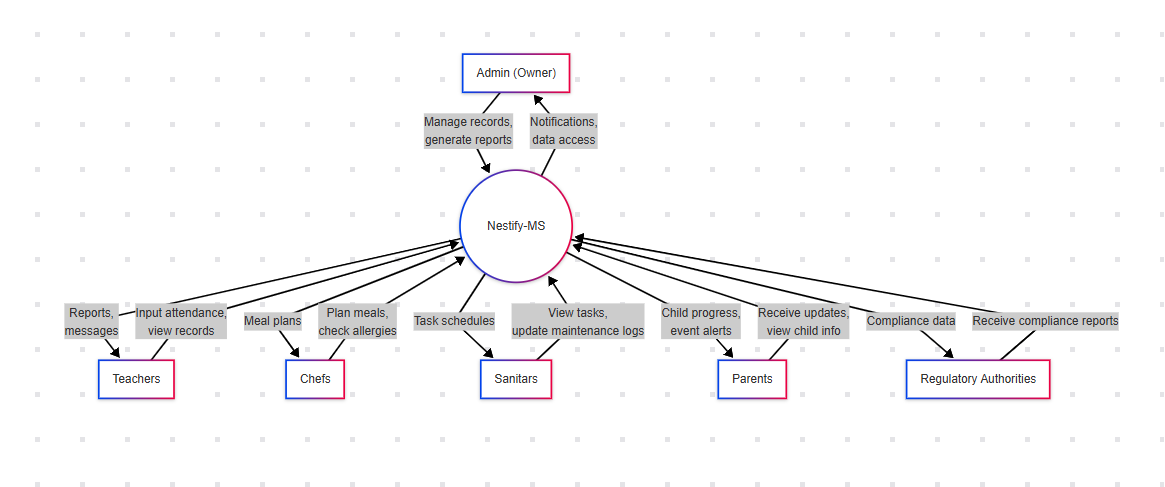 Admin (Owner)
Manage records,
generate reports
Notifications,
data access
Nestify-MS
Reports,
messages
Input attendance,
view records
Meal plans
Plan meals,
check allergies
Task schedules
View tasks,
update maintenance logs
Child progress,
event alerts
Receive updates,
view child info
Compliance data
Receive compliance reports
Teachers
Chefs
Sanitars
Parents
Regulatory Authorities